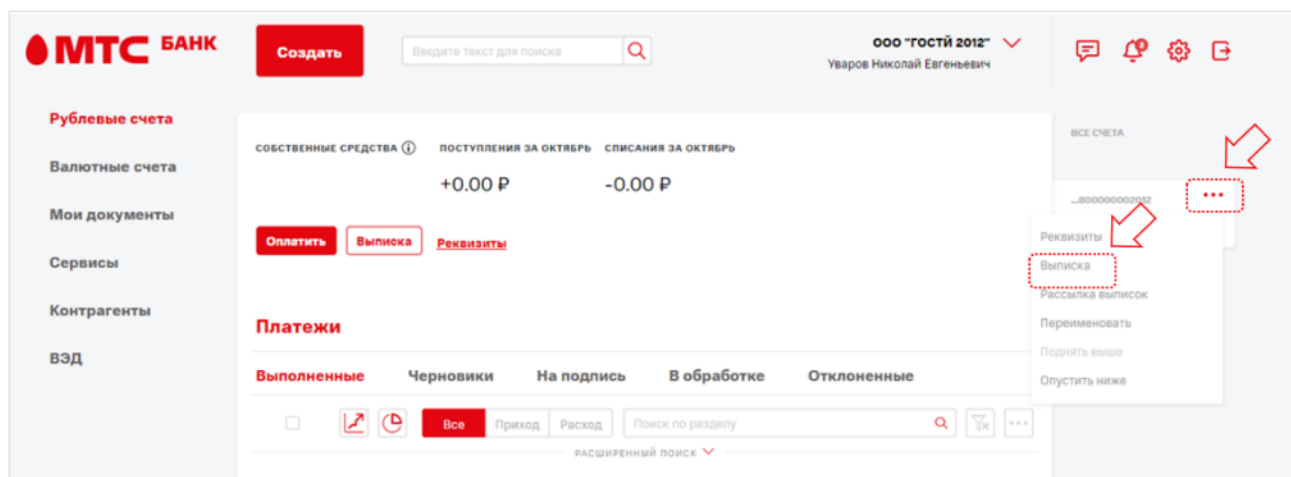 МТС БАНК
Создать
Введите текст для поиска
ООО "ГОСТЙ 2012"
Уваров Николай Евгеньевич
Рублевые счета
Валютные счета
Мои документы
Сервисы
Контрагенты
ВЭД
СОБСТВЕННЫЕ СРЕДСТВА
ПОСТУПЛЕНИЯ ЗА ОКТЯБРЬ
СПИСАНИЯ ЗА ОКТЯБРЬ
+0.00 ₽
-0.00 ₽
Оплатить
Выписка
Реквизиты
Платежи
Выполненные
Черновики
На подпись
В обработке
Отклоненные
Все
Приход
Расход
Поиск по разделу
РАСШИРЕННЫЙ ПОИСК
ВСЕ СЧЕТА
...800000002012
Реквизиты
Выписка
Рассылка выписок
Переименовать
Поднять выше
Опустить ниже